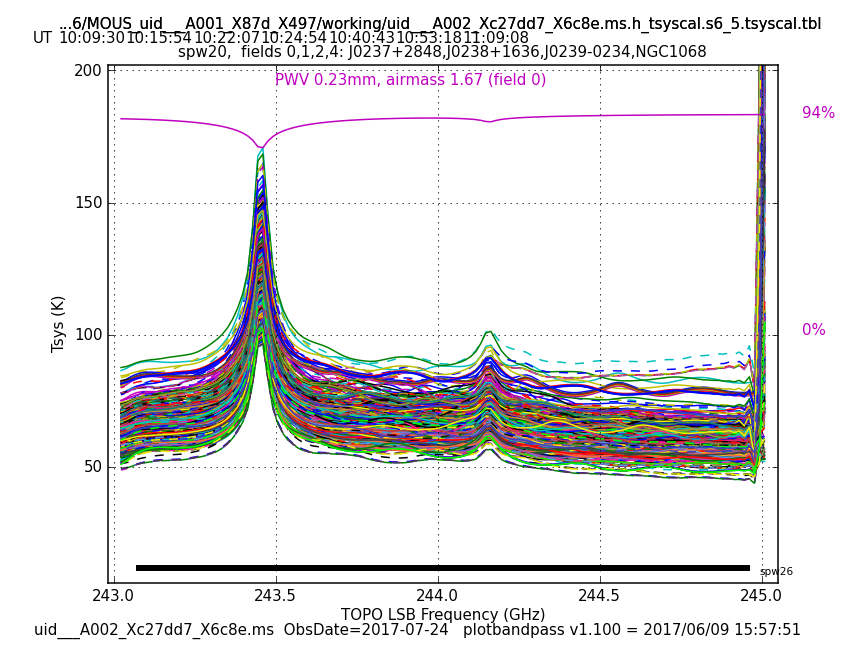 ...6/MOUS_uid___A001_X87d_X497/working/uid___A002_Xc27dd7_X6c8e.ms.h_tsyscal.s6_5.tsyscal.tbl
UT 10:09:30 10:15:54 10:22:07 10:24:54 10:40:43 10:53:18 11:09:08
spw20, fields 0,1,2,4: J0237+2848,J0238+1636,J0239-0234,NGC1068
PWV 0.23mm, airmass 1.67 (field 0)
200
150
100
50
Tsys (K)
94%
0%
spw26
243.0 243.5 244.0 244.5 245.0
TOPO LSB Frequency (GHz)
uid___A002_Xc27dd7_X6c8e.ms ObsDate=2017-07-24 plotbandpass v1.100 = 2017/06/09 15:57:51